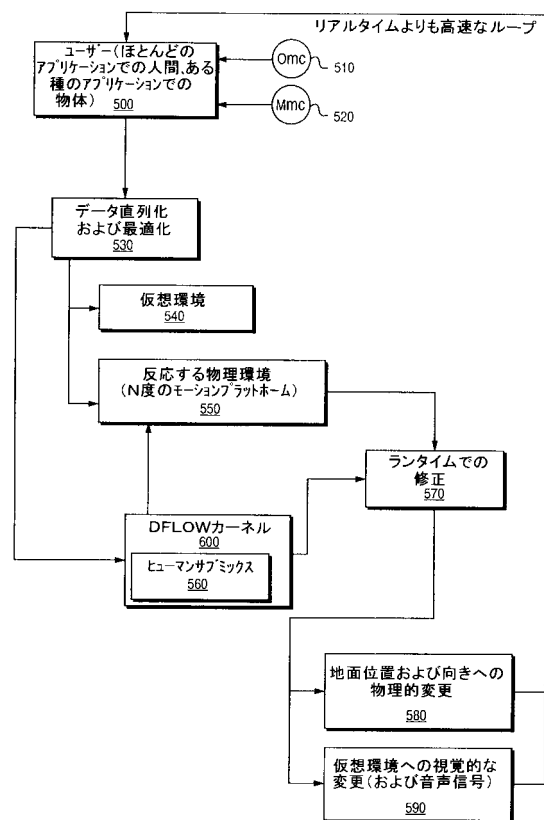 リアルタイムよりも高速なループ
ユーザー(ほとんどの
アプリケーションでの人間、ある
種のアプリケーションでの
物体)
500
Omc
510
Mmc
520
データ直列化
および最適化
530
仮想環境
540
反応する物理環境
(N度のモーションプラットホーム)
550
ランタイムでの
修正
570
DFLOWカーネル
600
ヒューマンサブミックス
560
地面位置および向きへの
物理的変更
580
仮想環境への視覚的な
変更(および音声信号)
590